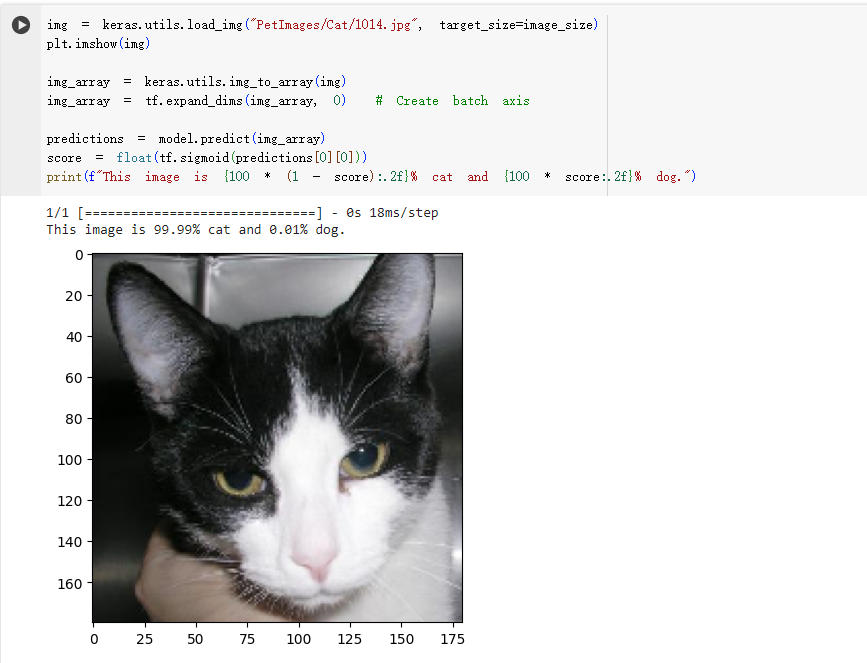 img = keras.utils.load_img("PetImages/Cat/1014.jpg", target_size=image_size)
plt.imshow(img)
img_array = keras.utils.img_to_array(img)
img_array = tf.expand_dims(img_array, 0) # Create batch axis
predictions = model.predict(img_array)
score = float(tf.sigmoid(predictions[0][0]))
print(f"This image is {100 * (1 - score):.2f}% cat and {100 * score:.2f}% dog.")
1/1 [==============================] - 0s 18ms/step
This image is 99.99% cat and 0.01% dog.
0
20
40
60
80
100
120
140
160
0 25 50 75 100 125 150 175